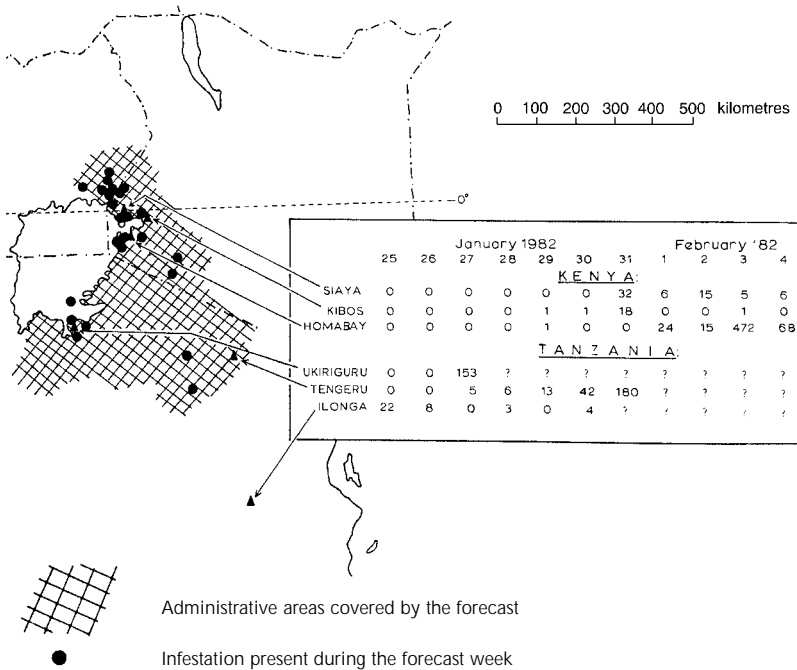 0 100 200 300 400 500 kilometres
0°
January 1982 February '82
25 26 27 28 29 30 31 1 2 3 4
KENYA:
SIAYA 0 0 0 0 0 0 32 6 15 5 6
KIBOS 0 0 0 0 1 1 18 0 0 1 0
HOMABAY 0 0 0 0 1 0 0 24 15 472 68
TANZANIA:
UKIRIGURU 0 0 153 ? ? ? ? ? ? ? ?
TENGERU 0 0 5 6 13 42 180 ? ? ? ?
ILONGA 22 8 0 3 0 4 ? ? ? ? ?
Administrative areas covered by the forecast
Infestation present during the forecast week